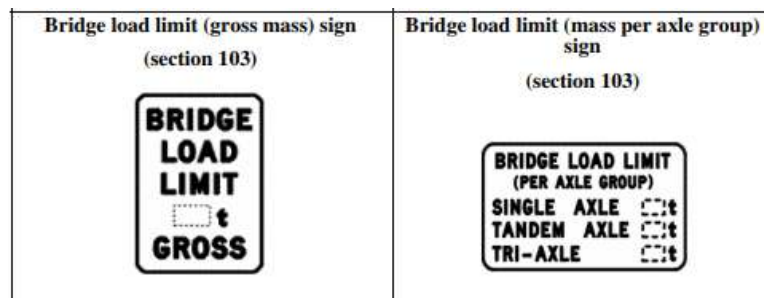 Bridge load limit (gross mass) sign
(section 103)
BRIDGE
LOAD
LIMIT
t
GROSS
Bridge load limit (mass per axle group)
sign
(section 103)
BRIDGE LOAD LIMIT
(PER AXLE GROUP)
SINGLE AXLE t
TANDEM AXLE t
TRI-AXLE t